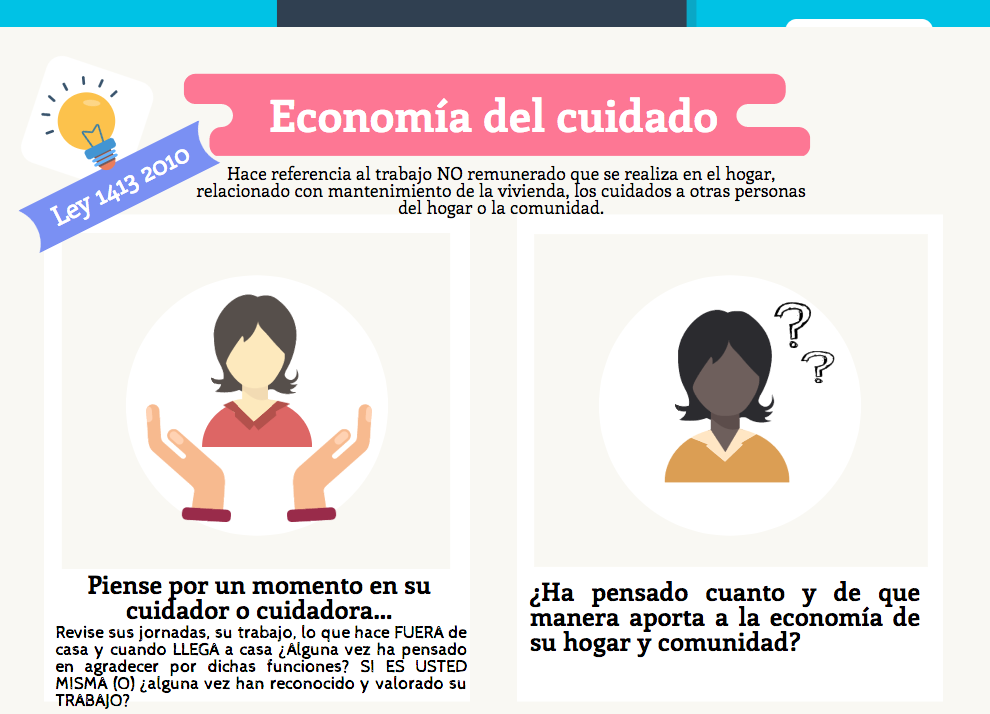 Economía del cuidado
Ley 1413 2010
Hace referencia al trabajo NO remunerado que se realiza en el hogar,
relacionado con mantenimiento de la vivienda, los cuidados a otras personas
del hogar o la comunidad.
Piense por un momento en su
cuidador o cuidadora...
Revise sus jornadas, su trabajo, lo que hace FUERA de
casa y cuando LLEGA a casa ¿Alguna vez ha pensado
en agradecer por dichas funciones? SI ES USTED
MISMA (O) ¿alguna vez han reconocido y valorado su
TRABAJO?
? ?
¿Ha pensado cuanto y de que
manera aporta a la economía de
su hogar y comunidad?